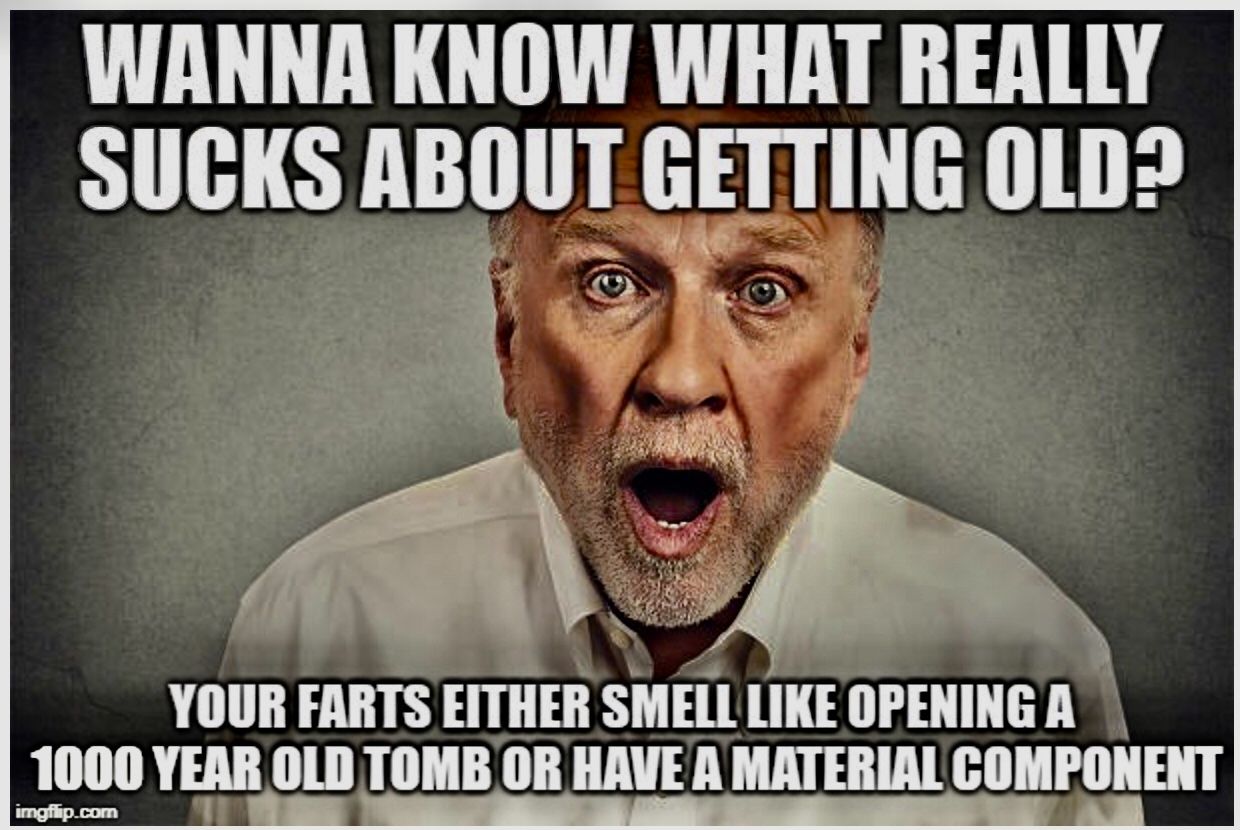 WANNA KNOW WHAT REALLY
SUCKS ABOUT GETTING OLD?
YOUR FARTS EITHER SMELL LIKE OPENING A
1000 YEAR OLD TOMB OR HAVE A MATERIAL COMPONENT
imgflip.com